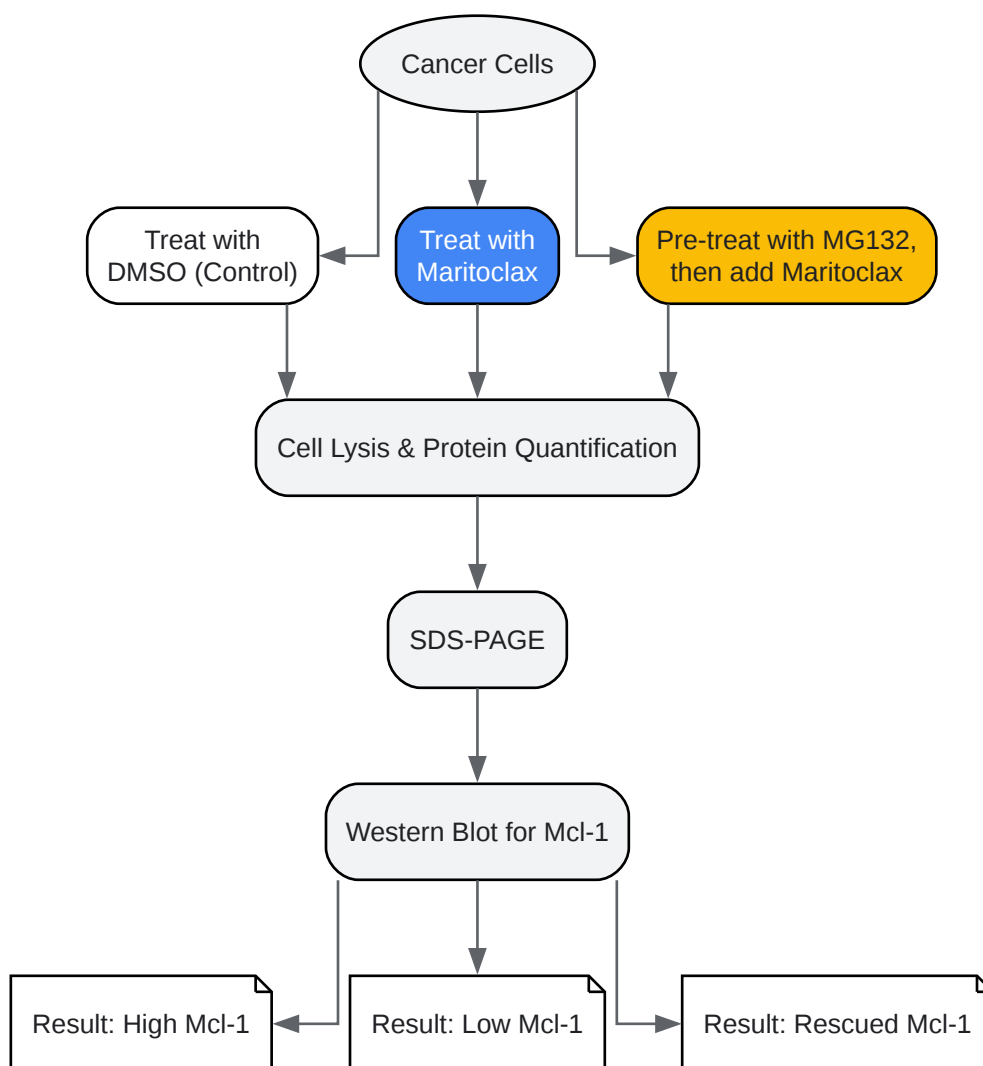 Cancer Cells
Treat with
DMSO (Control)
Treat with
Maritoclax
Pre-treat with MG132,
then add Maritoclax
Cell Lysis & Protein Quantification
SDS-PAGE
Western Blot for Mcl-1
Result: High Mcl-1
Result: Low Mcl-1
Result: Rescued Mcl-1